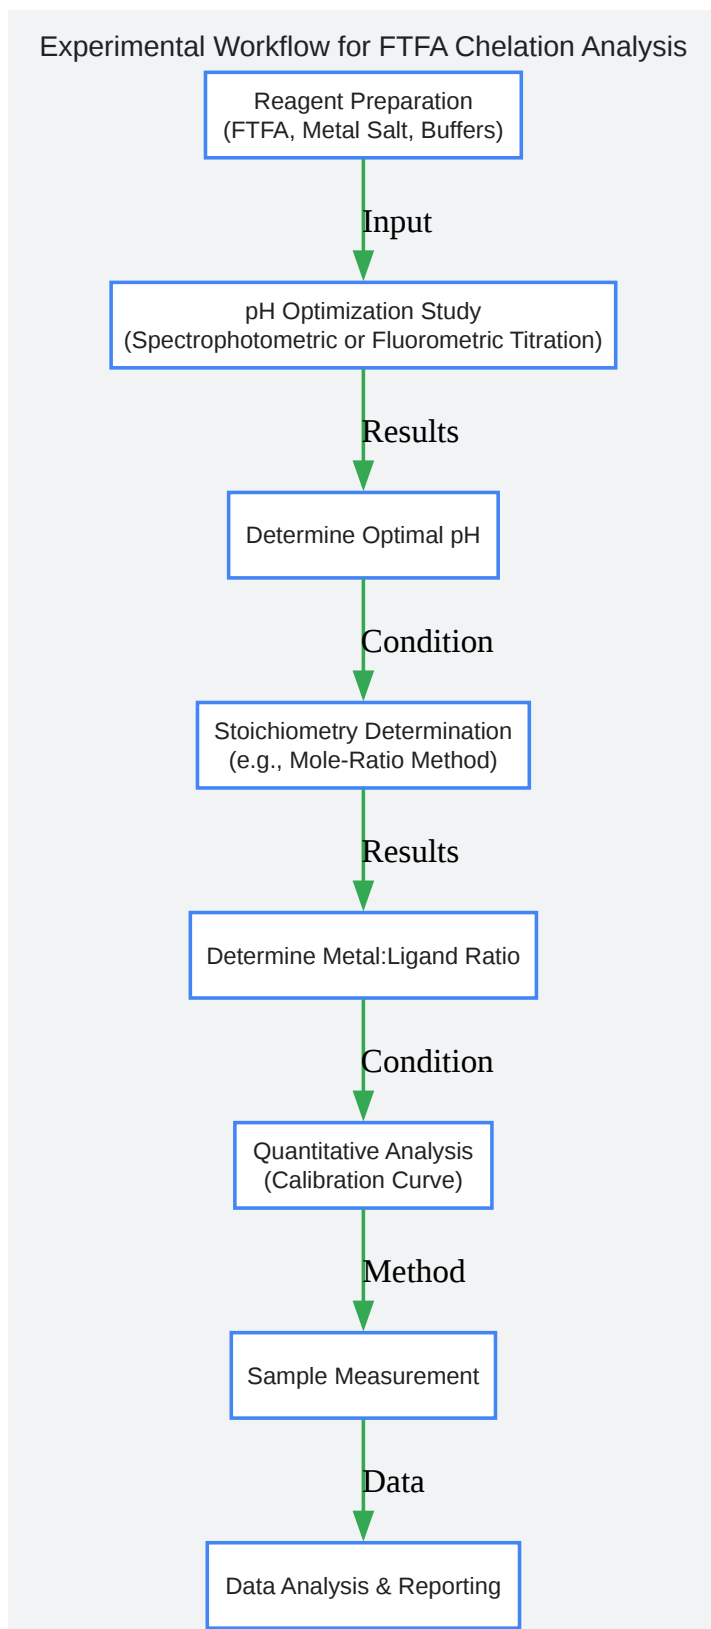 Experimental Workflow for FTFA Chelation Analysis
Reagent Preparation
(FTFA, Metal Salt, Buffers)
Input
pH Optimization Study
(Spectrophotometric or Fluorometric Titration)
Results
Determine Optimal pH
Condition
Stoichiometry Determination
(e.g., Mole-Ratio Method)
Results
Determine Metal:Ligand Ratio
Condition
Quantitative Analysis
(Calibration Curve)
Method
Sample Measurement
Data
Data Analysis & Reporting